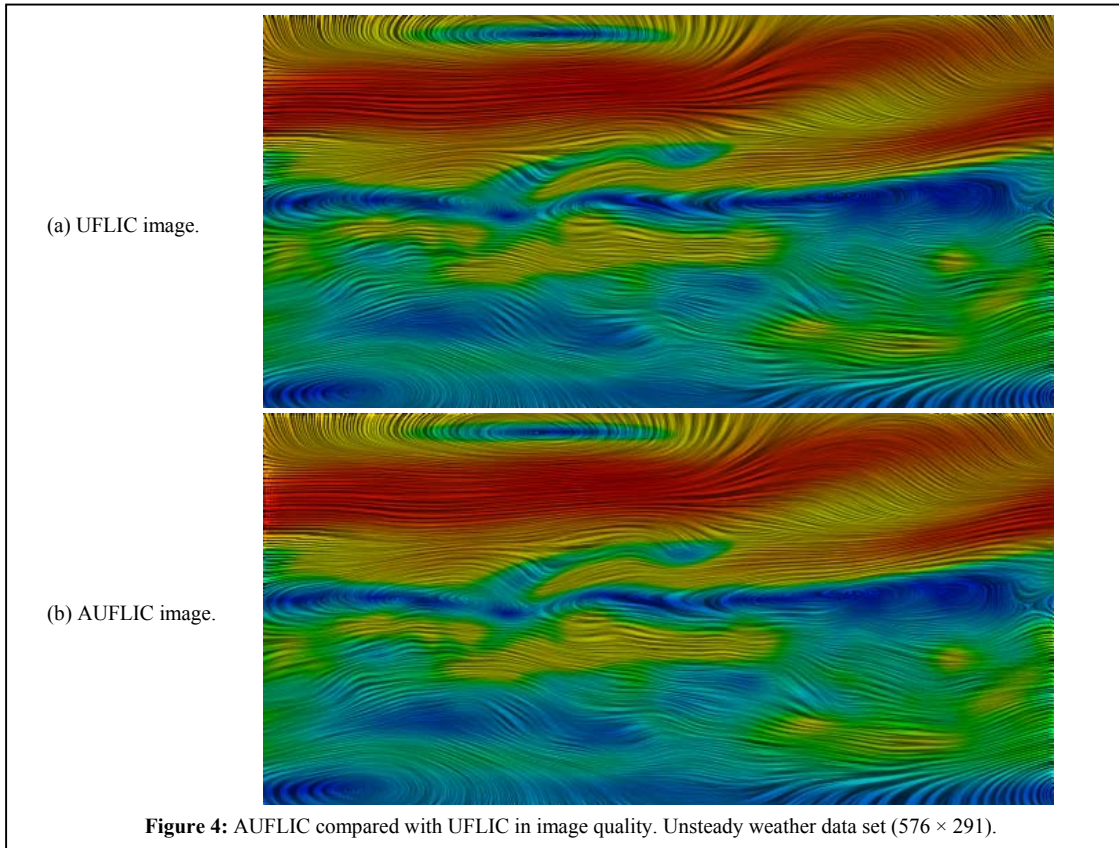 (a) UFLIC image.
(b) AUFLIC image.
Figure 4: AUFLIC compared with UFLIC in image quality. Unsteady weather data set (576 × 291).